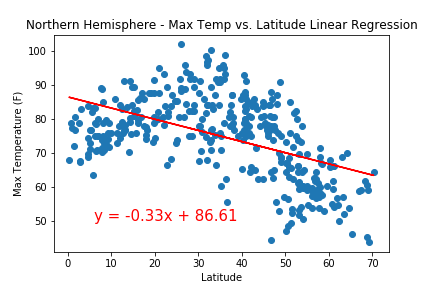 Northern Hemisphere - Max Temp vs. Latitude Linear Regression
100
90
80
70
60
50
Max Temperature (F)
y = -0.33x + 86.61
0 10 20 30 40 50 60 70
Latitude